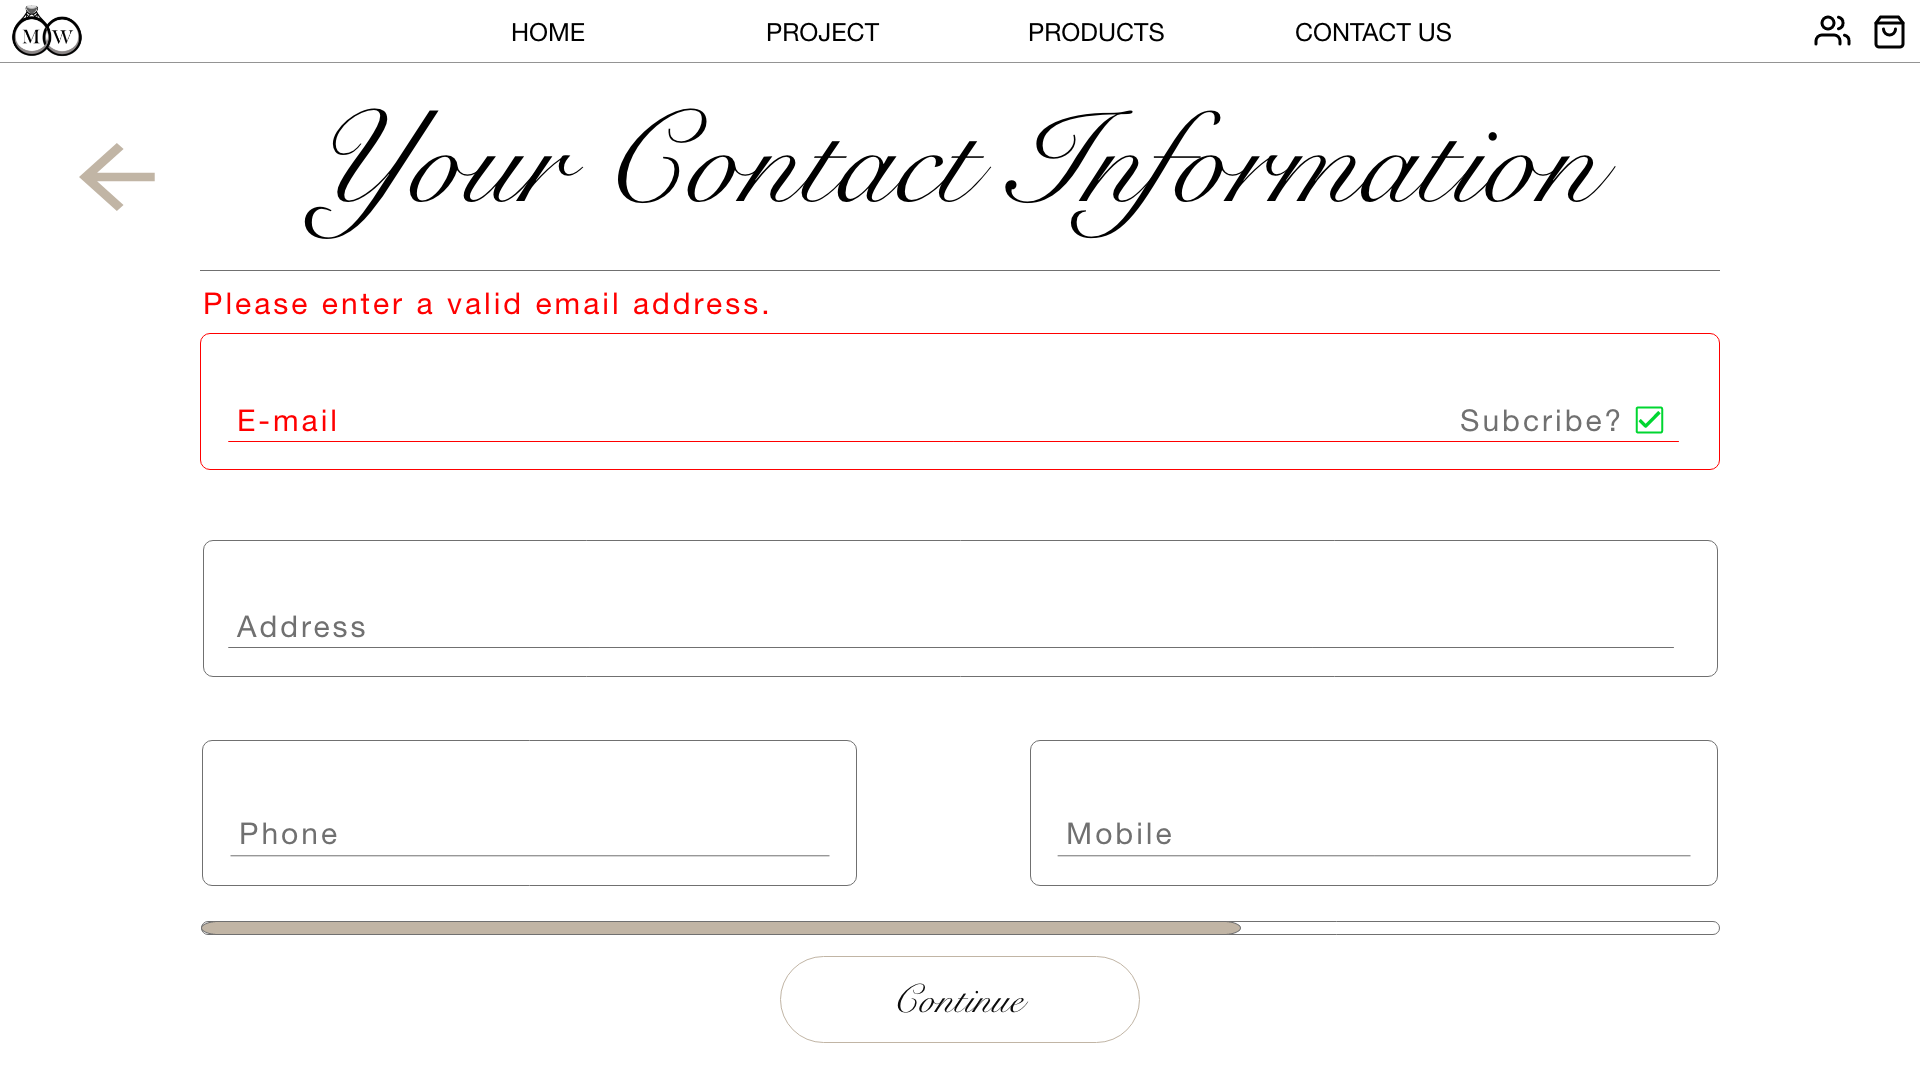 MW
HOME PROJECT PRODUCTS CONTACT US
Your Contact Information
Please enter a valid email address.
E-mail Subcribe?
Address
Phone Mobile
Continue